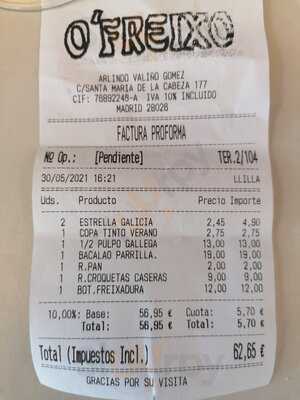 O'FREIXO
ARLINDO VALIÑO GOMEZ
C/SANTA MARIA DE LA CABEZA 177
CIF: 76892246-A IVA 10% INCLUIDO
MADRID 28026
FACTURA PROFORMA
Nº Op.: [Pendiente] TER.2/104
30/05/2021 16:21 LLILLA
Uds. Producto Precio Importe
2 ESTRELLA GALICIA 2,45 4,90
1 COPA TINTO VERANO 2,75 2,75
1 1/2 PULPO GALLEGA 13,00 13,00
1 BACALAO PARRILLA. 19,00 19,00
1 R.PAN 2,00 2,00
1 R.CROQUETAS CASERAS 9,00 9,00
1 BOT.FREIXADURA 12,00 12,00
10,00%: Base: 56,95 € Cuota: 5,70 €
Total: 56,95 € Total: 5,70 €
Total (Impuestos Incl.) 62,65 €
GRACIAS POR SU VISITA